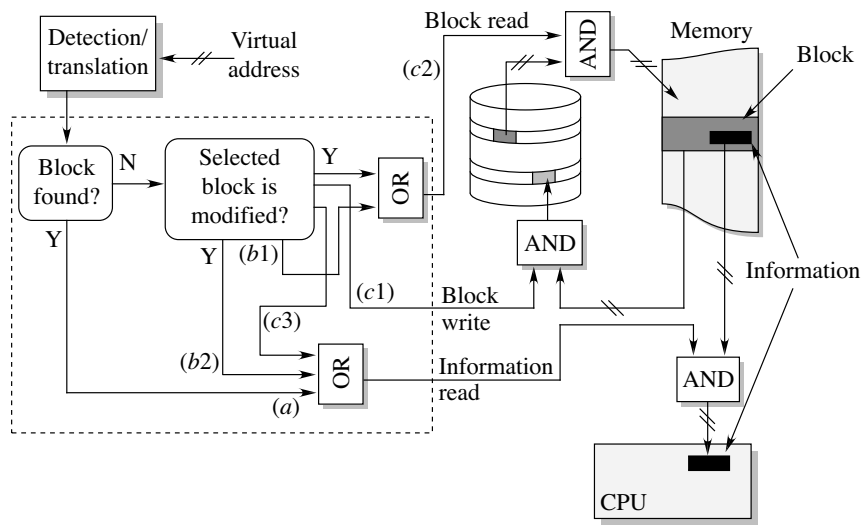 Detection/
translation
Virtual
address
Block read
AND
Memory
(c2)
Block
Block
found?
N
Selected
block is
modified?
Y
OR
Y
Y
(b1)
AND
(c1)
Block
write
Information
(c3)
(b2)
OR
Information
read
AND
(a)
CPU